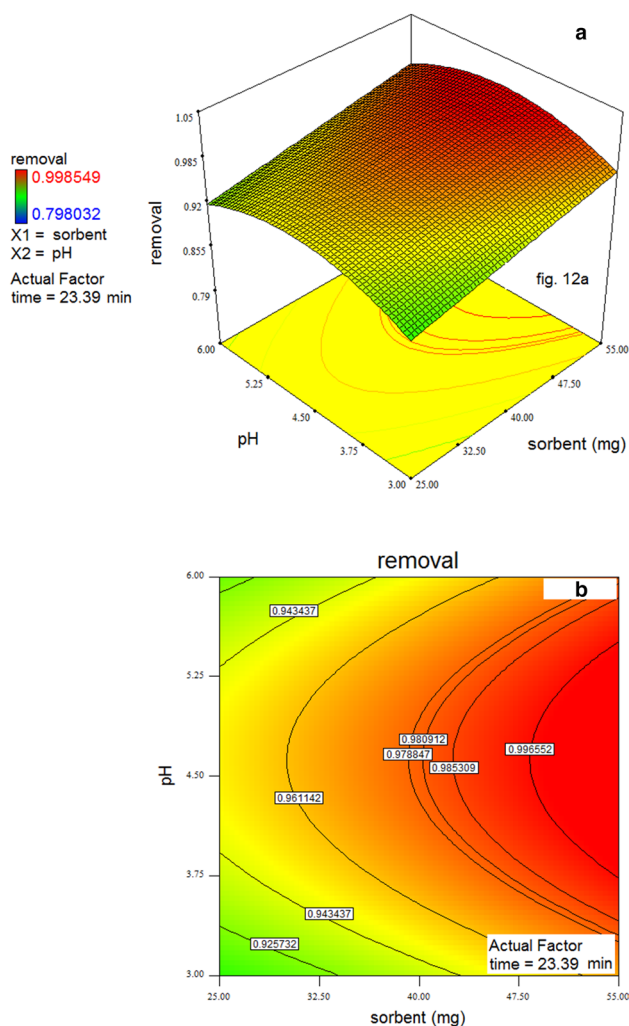 a
1.05
0.985
0.92
0.855
0.79
removal
removal
0.998549
0.798032
X1 = sorbent
X2 = pH
Actual Factor
time = 23.39 min
fig. 12a
6.00
5.25
4.50
3.75
3.00
pH
55.00
47.50
40.00
32.50
25.00
sorbent (mg)
removal
b
6.00
5.25
4.50
3.75
3.00
pH
0.943437
0.980912
0.978847
0.996552
0.985309
0.961142
0.943437
0.925732
Actual Factor
time = 23.39 min
25.00
32.50
40.00
47.50
55.00
sorbent (mg)